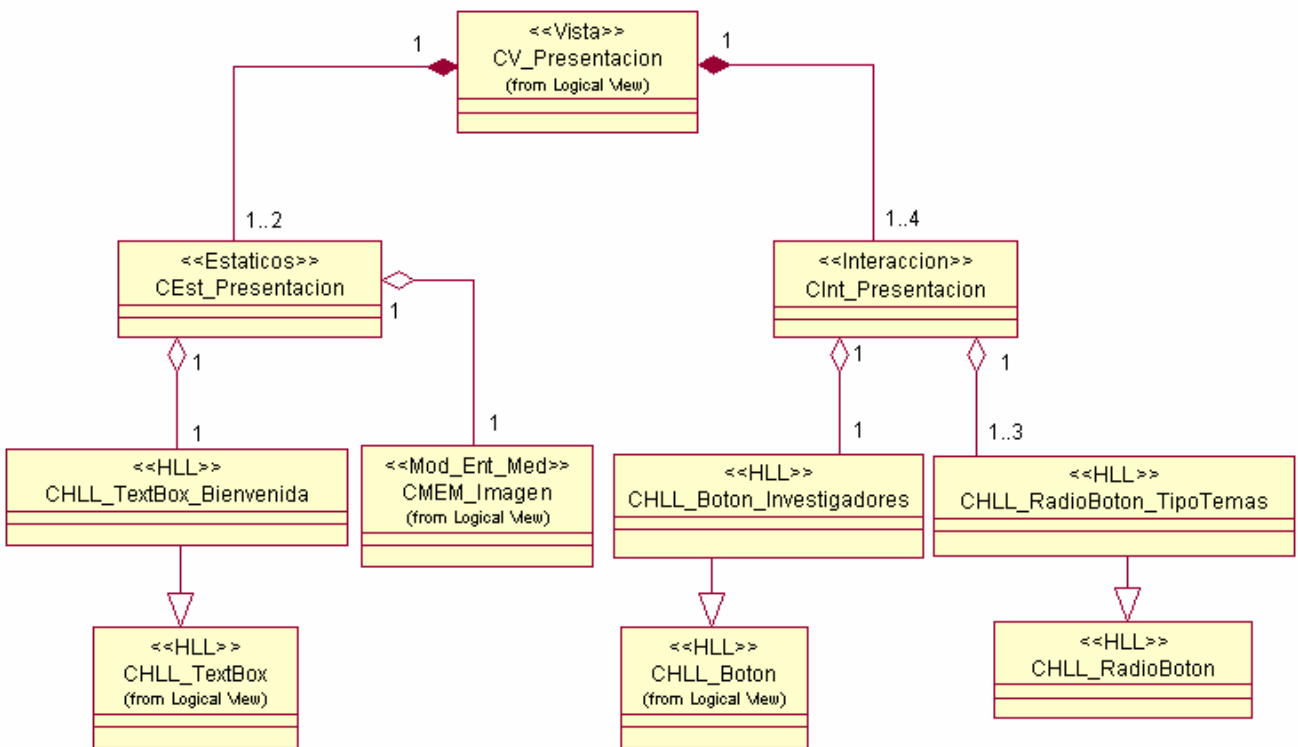 <<Vista>>
CV_Presentacion
(from Logical View)
1
1
1..2
1..4
<<Estaticos>>
CEst_Presentacion
<<Interaccion>>
CInt_Presentacion
1
1
1
1
1
1
1
1..3
<<HLL>>
CHLL_TextBox_Bienvenida
<<Mod_Ent_Med>>
CMEM_Imagen
(from Logical View)
<<HLL>>
CHLL_Boton_Investigadores
<<HLL>>
CHLL_RadioBoton_TipoTemas
<<HLL>>
CHLL_TextBox
(from Logical View)
<<HLL>>
CHLL_Boton
(from Logical View)
<<HLL>>
CHLL_RadioBoton